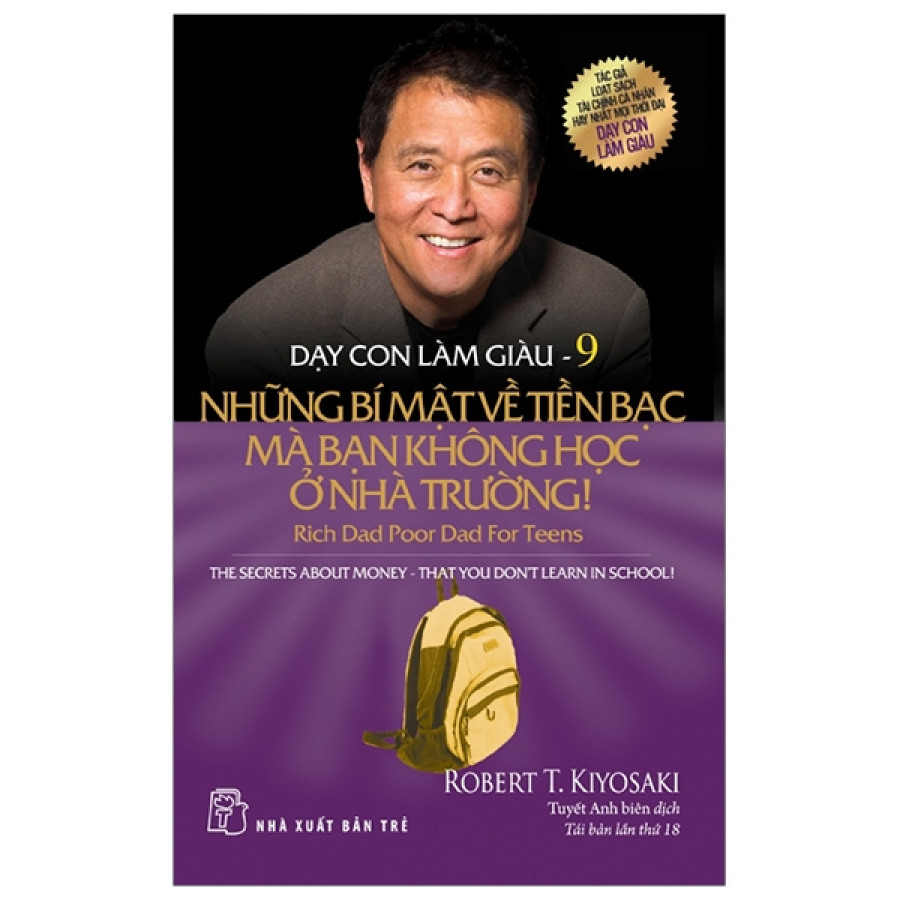 TÁC GIẢ
LOẠT SÁCH
TÀI CHÍNH CÁ NHÂN
HAY NHẤT MỌI THỜI ĐẠI
DẠY CON
LÀM GIÀU
DẠY CON LÀM GIÀU - 9
NHỮNG BÍ MẬT VỀ TIỀN BẠC
MÀ BẠN KHÔNG HỌC
Ở NHÀ TRƯỜNG!
Rich Dad Poor Dad For Teens
THE SECRETS ABOUT MONEY - THAT YOU DON'T LEARN IN SCHOOL!
ROBERT T. KIYOSAKI
Tuyết Anh biên dịch
Tái bản lần thứ 18
T
NHÀ XUẤT BẢN TRẺ